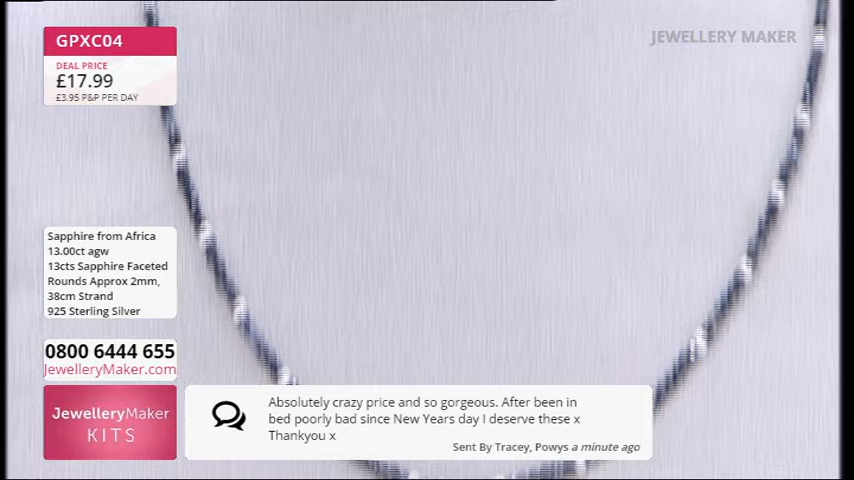 GPXC04
DEAL PRICE
£17.99
£3.95 P&P PER DAY
JEWELLERY MAKER
Sapphire from Africa
13.00ct agw
13cts Sapphire Faceted
Rounds Approx 2mm,
38cm Strand
925 Sterling Silver
0800 6444 655
JewelleryMaker.com
JewelleryMaker
KITS
Absolutely crazy price and so gorgeous. After been in
bed poorly bad since New Years day I deserve these x
Thankyou x
Sent By Tracey, Powys a minute ago